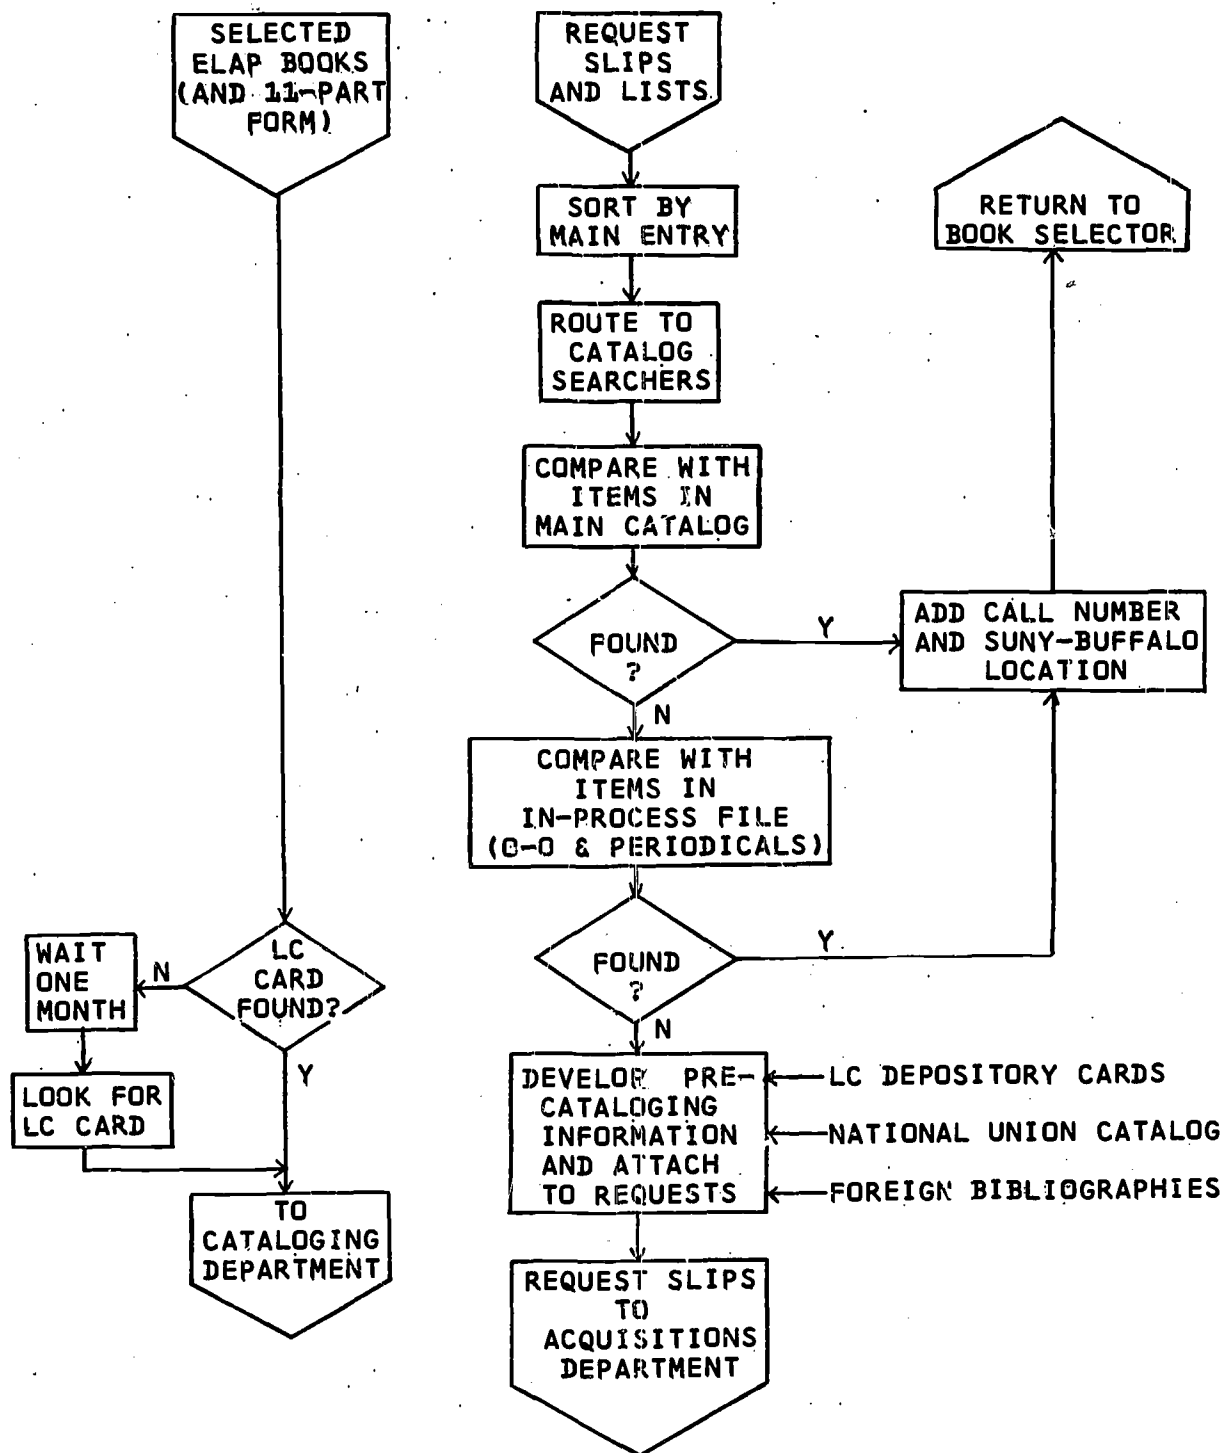 SELECTED
ELAP BOOKS
(AND 11-PART
FORM)
REQUEST
SLIPS
AND LISTS
SORT BY
MAIN ENTRY
ROUTE TO
CATALOG
SEARCHERS
COMPARE WITH
ITEMS IN
MAIN CATALOG
FOUND
?
Y
N
ADD CALL NUMBER
AND SUNY-BUFFALO
LOCATION
RETURN TO
BOOK SELECTOR
COMPARE WITH
ITEMS IN
IN-PROCESS FILE
(O-O & PERIODICALS)
FOUND
?
Y
N
DEVELOP PRE-
CATALOGING
INFORMATION
AND ATTACH
TO REQUESTS
LC DEPOSITORY CARDS
NATIONAL UNION CATALOG
FOREIGN BIBLIOGRAPHIES
REQUEST SLIPS
TO
ACQUISITIONS
DEPARTMENT
LC
CARD
FOUND?
N
Y
WAIT
ONE
MONTH
LOOK FOR
LC CARD
TO
CATALOGING
DEPARTMENT